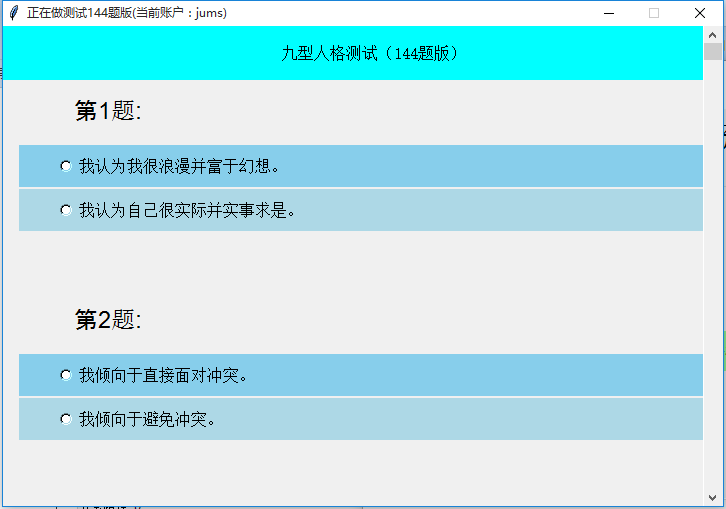 正在做测试144题版(当前账户：jums)
九型人格测试（144题版）
第1题:
我认为我很浪漫并富于幻想。
我认为自己很实际并实事求是。
第2题:
我倾向于直接面对冲突。
我倾向于避免冲突。